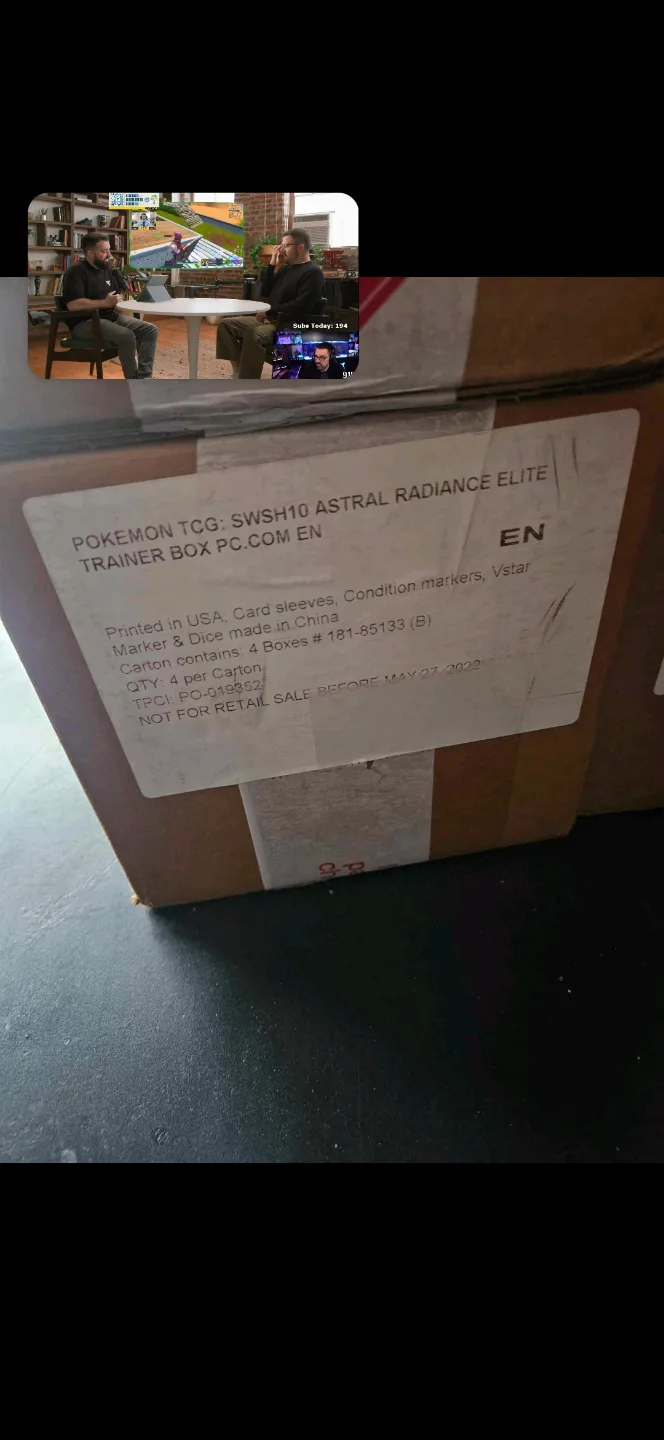 Subs Today: 194
POKEMON TCG: SWSH10 ASTRAL RADIANCE ELITE
TRAINER BOX PC.COM EN
EN
Printed in USA, Card sleeves, Condition markers, Vstar
Marker & Dice made in China
Carton contains: 4 Boxes # 181-85133 (B)
QTY: 4 per Carton
TPCI: PO-019352
NOT FOR RETAIL SALE BEFORE MAY 27, 2022